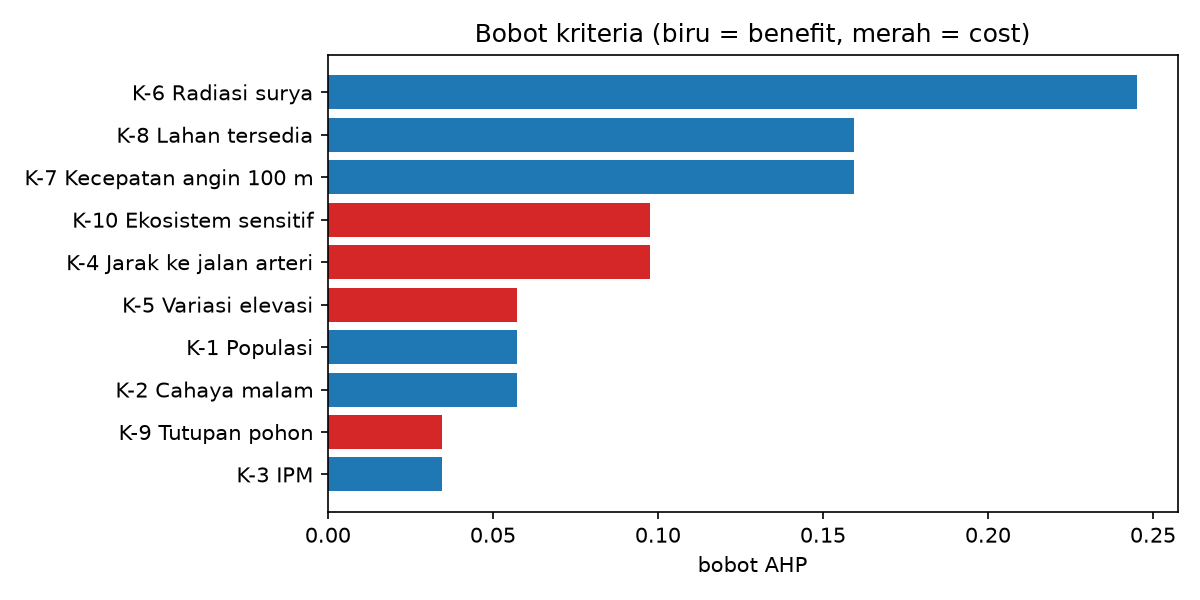 Bobot kriteria (biru = benefit, merah = cost)
K-6 Radiasi surya
K-8 Lahan tersedia
K-7 Kecepatan angin 100 m
K-10 Ekosistem sensitif
K-4 Jarak ke jalan arteri
K-5 Variasi elevasi
K-1 Populasi
K-2 Cahaya malam
K-9 Tutupan pohon
K-3 IPM
0.00 0.05 0.10 0.15 0.20 0.25
bobot AHP